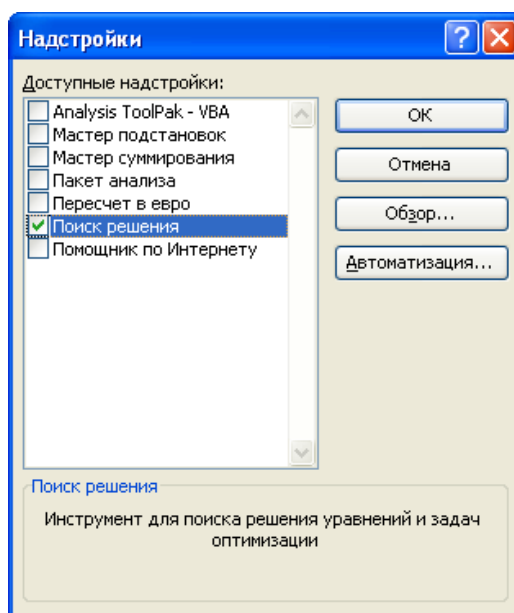 Надстройки
Доступные надстройки:
Analysis ToolPak - VBA
Мастер подстановок
Мастер суммирования
Пакет анализа
Пересчет в евро
Поиск решения
Помощник по Интернету
ОК
Отмена
Обзор...
Автоматизация...
Поиск решения
Инструмент для поиска решения уравнений и задач
оптимизации